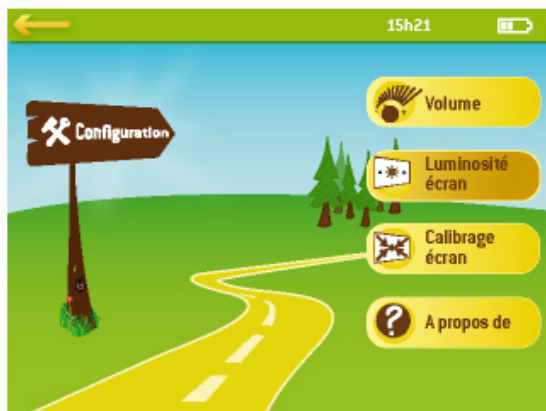 15h21
Configuration
Volume
Luminosité
écran
Calibrage
écran
A propos de